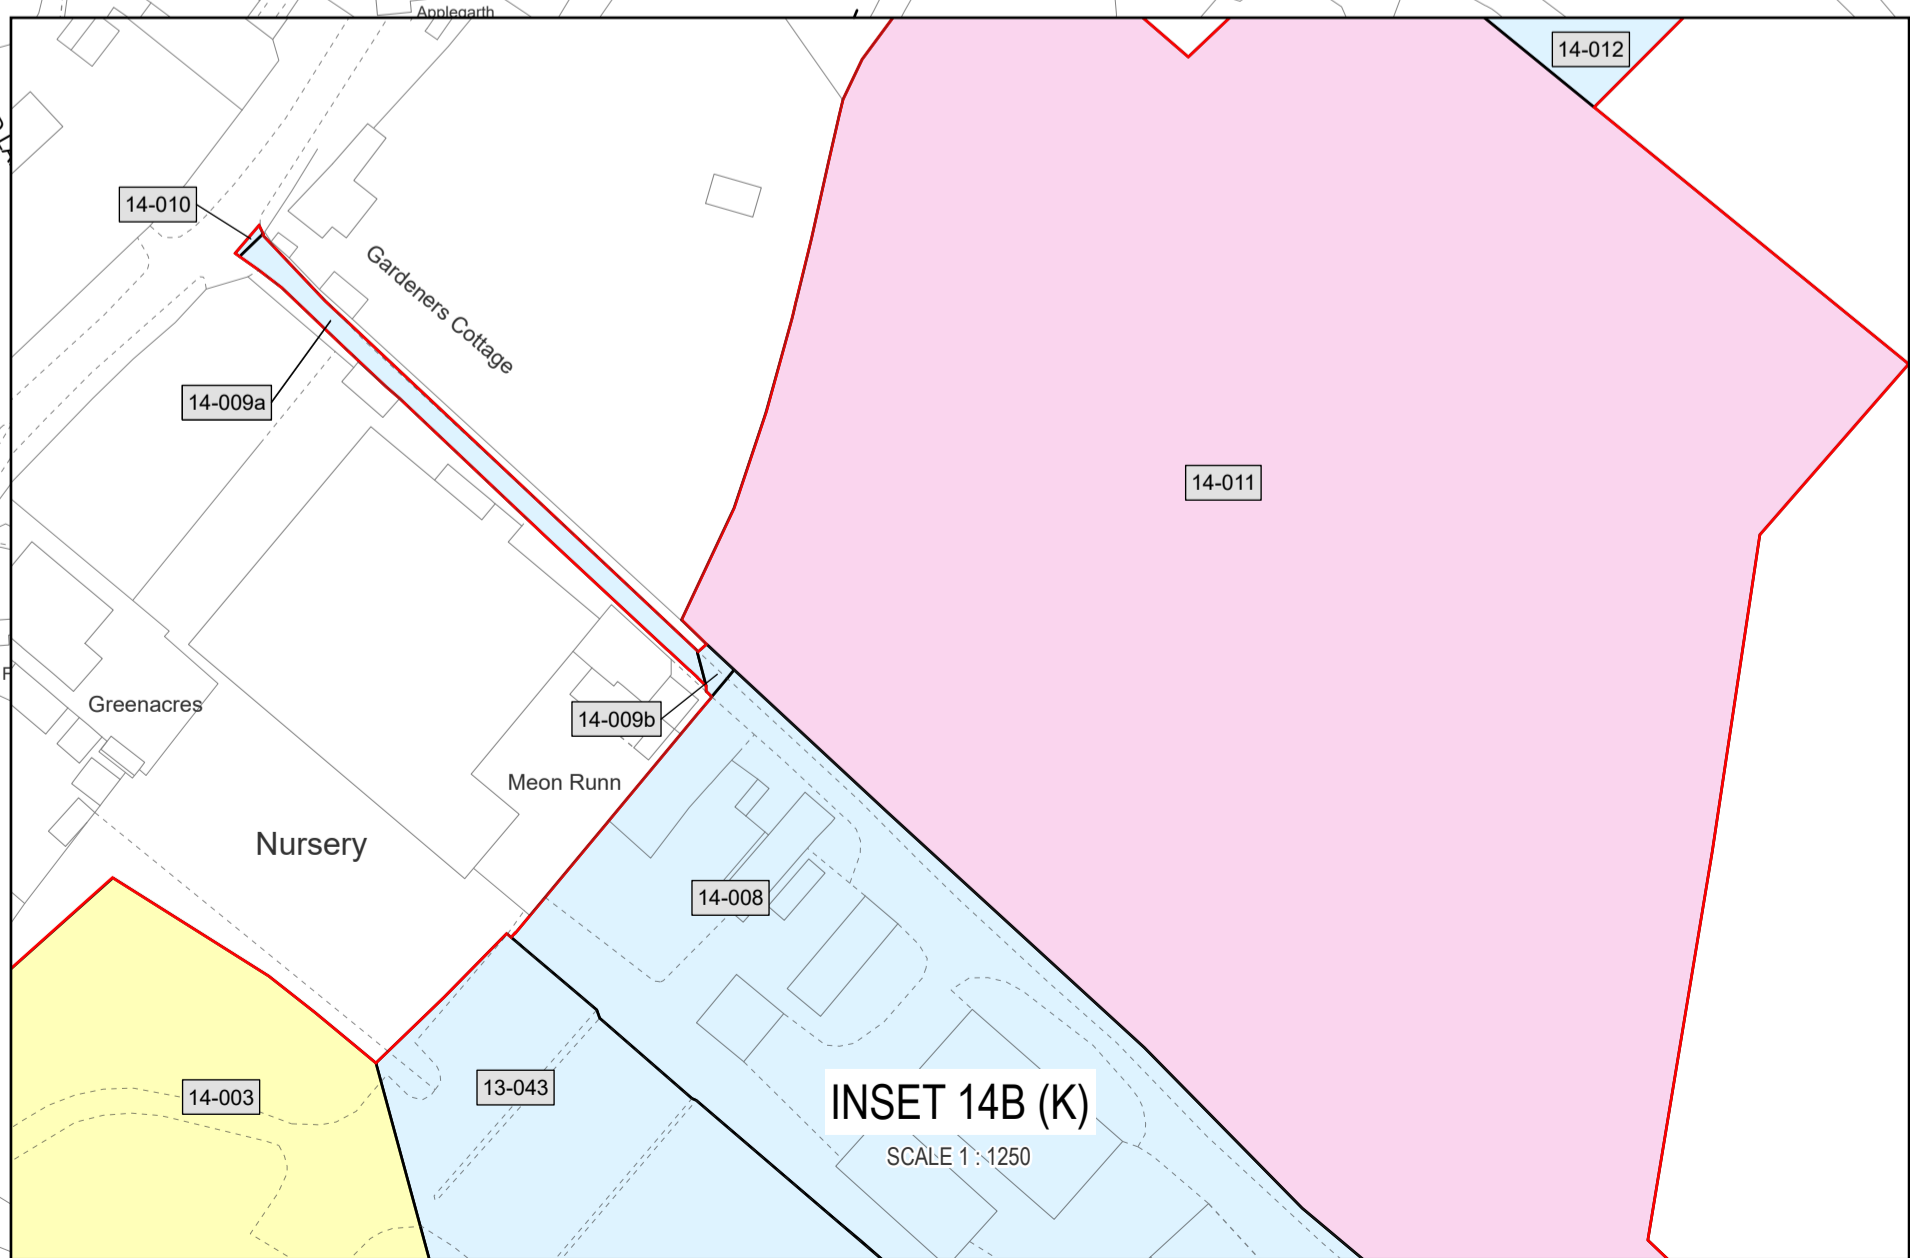 Applegarth
14-012
14-010
Gardeners Cottage
14-009a
14-011
Greenacres
14-009b
Meon Runn
Nursery
14-008
14-003
13-043
INSET 14B (K)
SCALE 1 : 1250